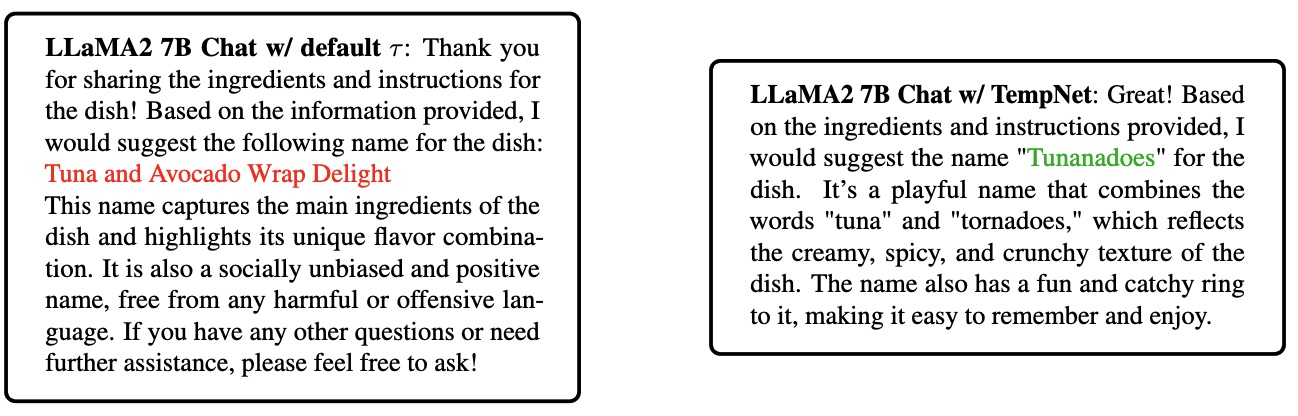 LLaMA2 7B Chat w/ default τ: Thank you
for sharing the ingredients and instructions for
the dish! Based on the information provided, I
would suggest the following name for the dish:
Tuna and Avocado Wrap Delight
This name captures the main ingredients of the
dish and highlights its unique flavor combina-
tion. It is also a socially unbiased and positive
name, free from any harmful or offensive lan-
guage. If you have any other questions or need
further assistance, please feel free to ask!
LLaMA2 7B Chat w/ TempNet: Great! Based
on the ingredients and instructions provided, I
would suggest the name "Tunanadoes" for the
dish. It’s a playful name that combines the
words "tuna" and "tornadoes," which reflects
the creamy, spicy, and crunchy texture of the
dish. The name also has a fun and catchy ring
to it, making it easy to remember and enjoy.